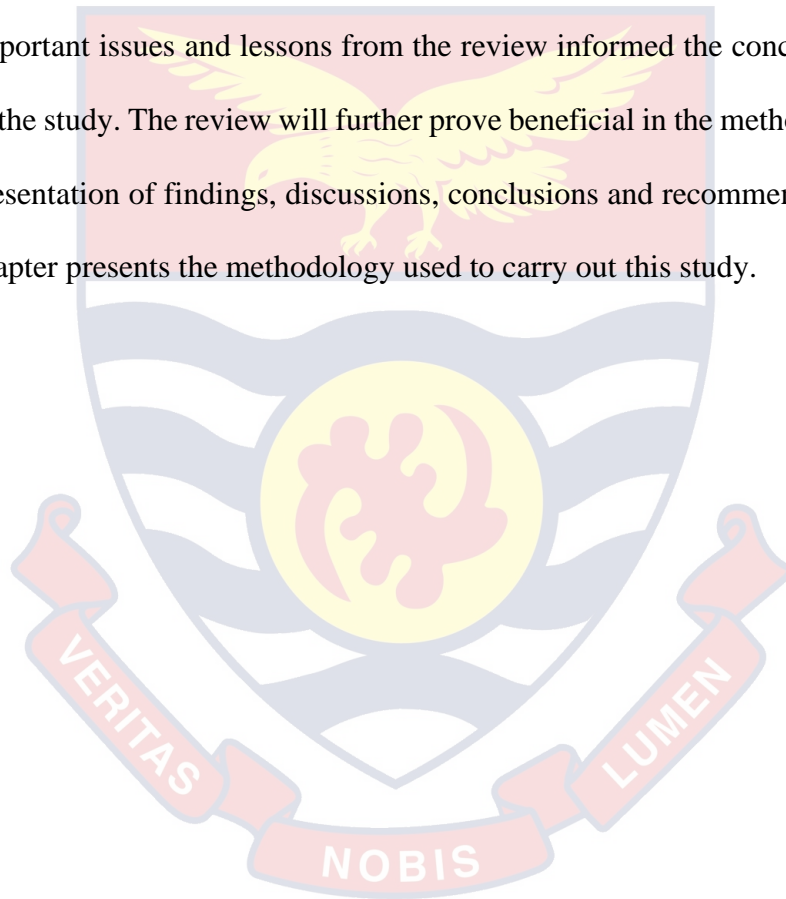 portant issues and lessons from the review informed the conc
the study. The review will further prove beneficial in the metho
esentation of findings, discussions, conclusions and recommen
apter presents the methodology used to carry out this study.
VERITAS
NOBIS
LUMEN